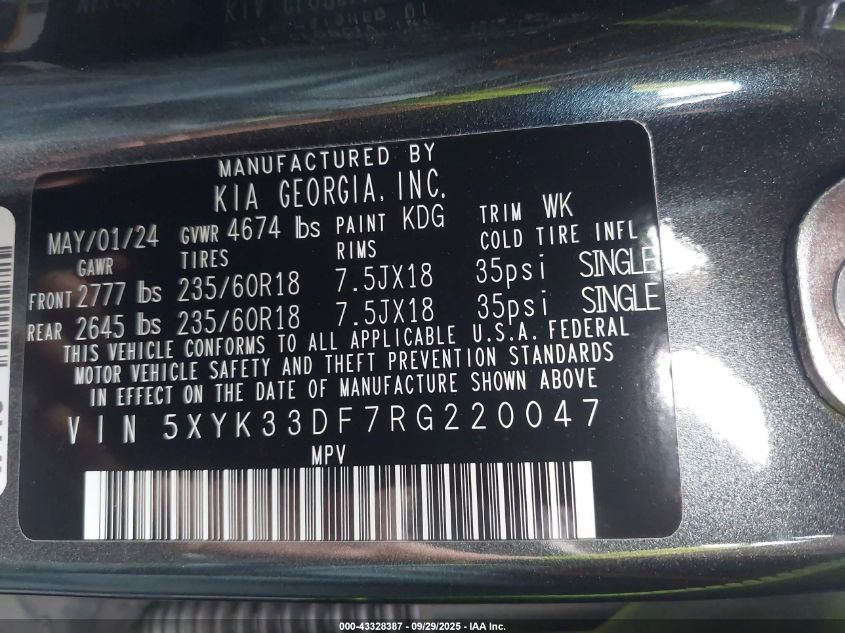 MANUFACTURED BY
KIA GEORGIA, INC.
MAY/01/24 GVWR 4674 lbs PAINT KDG TRIM WK
GAWR TIRES RIMS COLD TIRE INFL
FRONT 2777 lbs 235/60R18 7.5JX18 35psi SINGLE
REAR 2645 lbs 235/60R18 7.5JX18 35psi SINGLE
THIS VEHICLE CONFORMS TO ALL APPLICABLE U.S.A. FEDERAL
MOTOR VEHICLE SAFETY AND THEFT PREVENTION STANDARDS
IN EFFECT ON THE DATE OF MANUFACTURE SHOWN ABOVE
VIN 5XYK33DF7RG220047
MPV
000-43328387 - 09/29/2025 - IAA Inc.